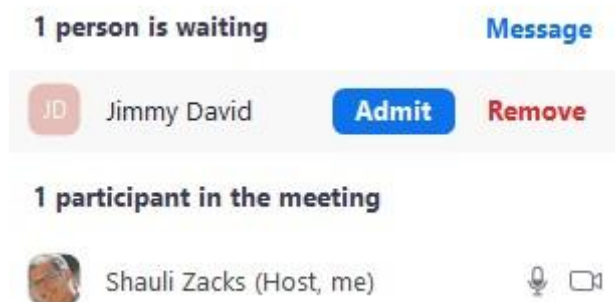 1 person is waiting Message
JD Jimmy David Admit Remove
1 participant in the meeting
Shauli Zacks (Host, me)